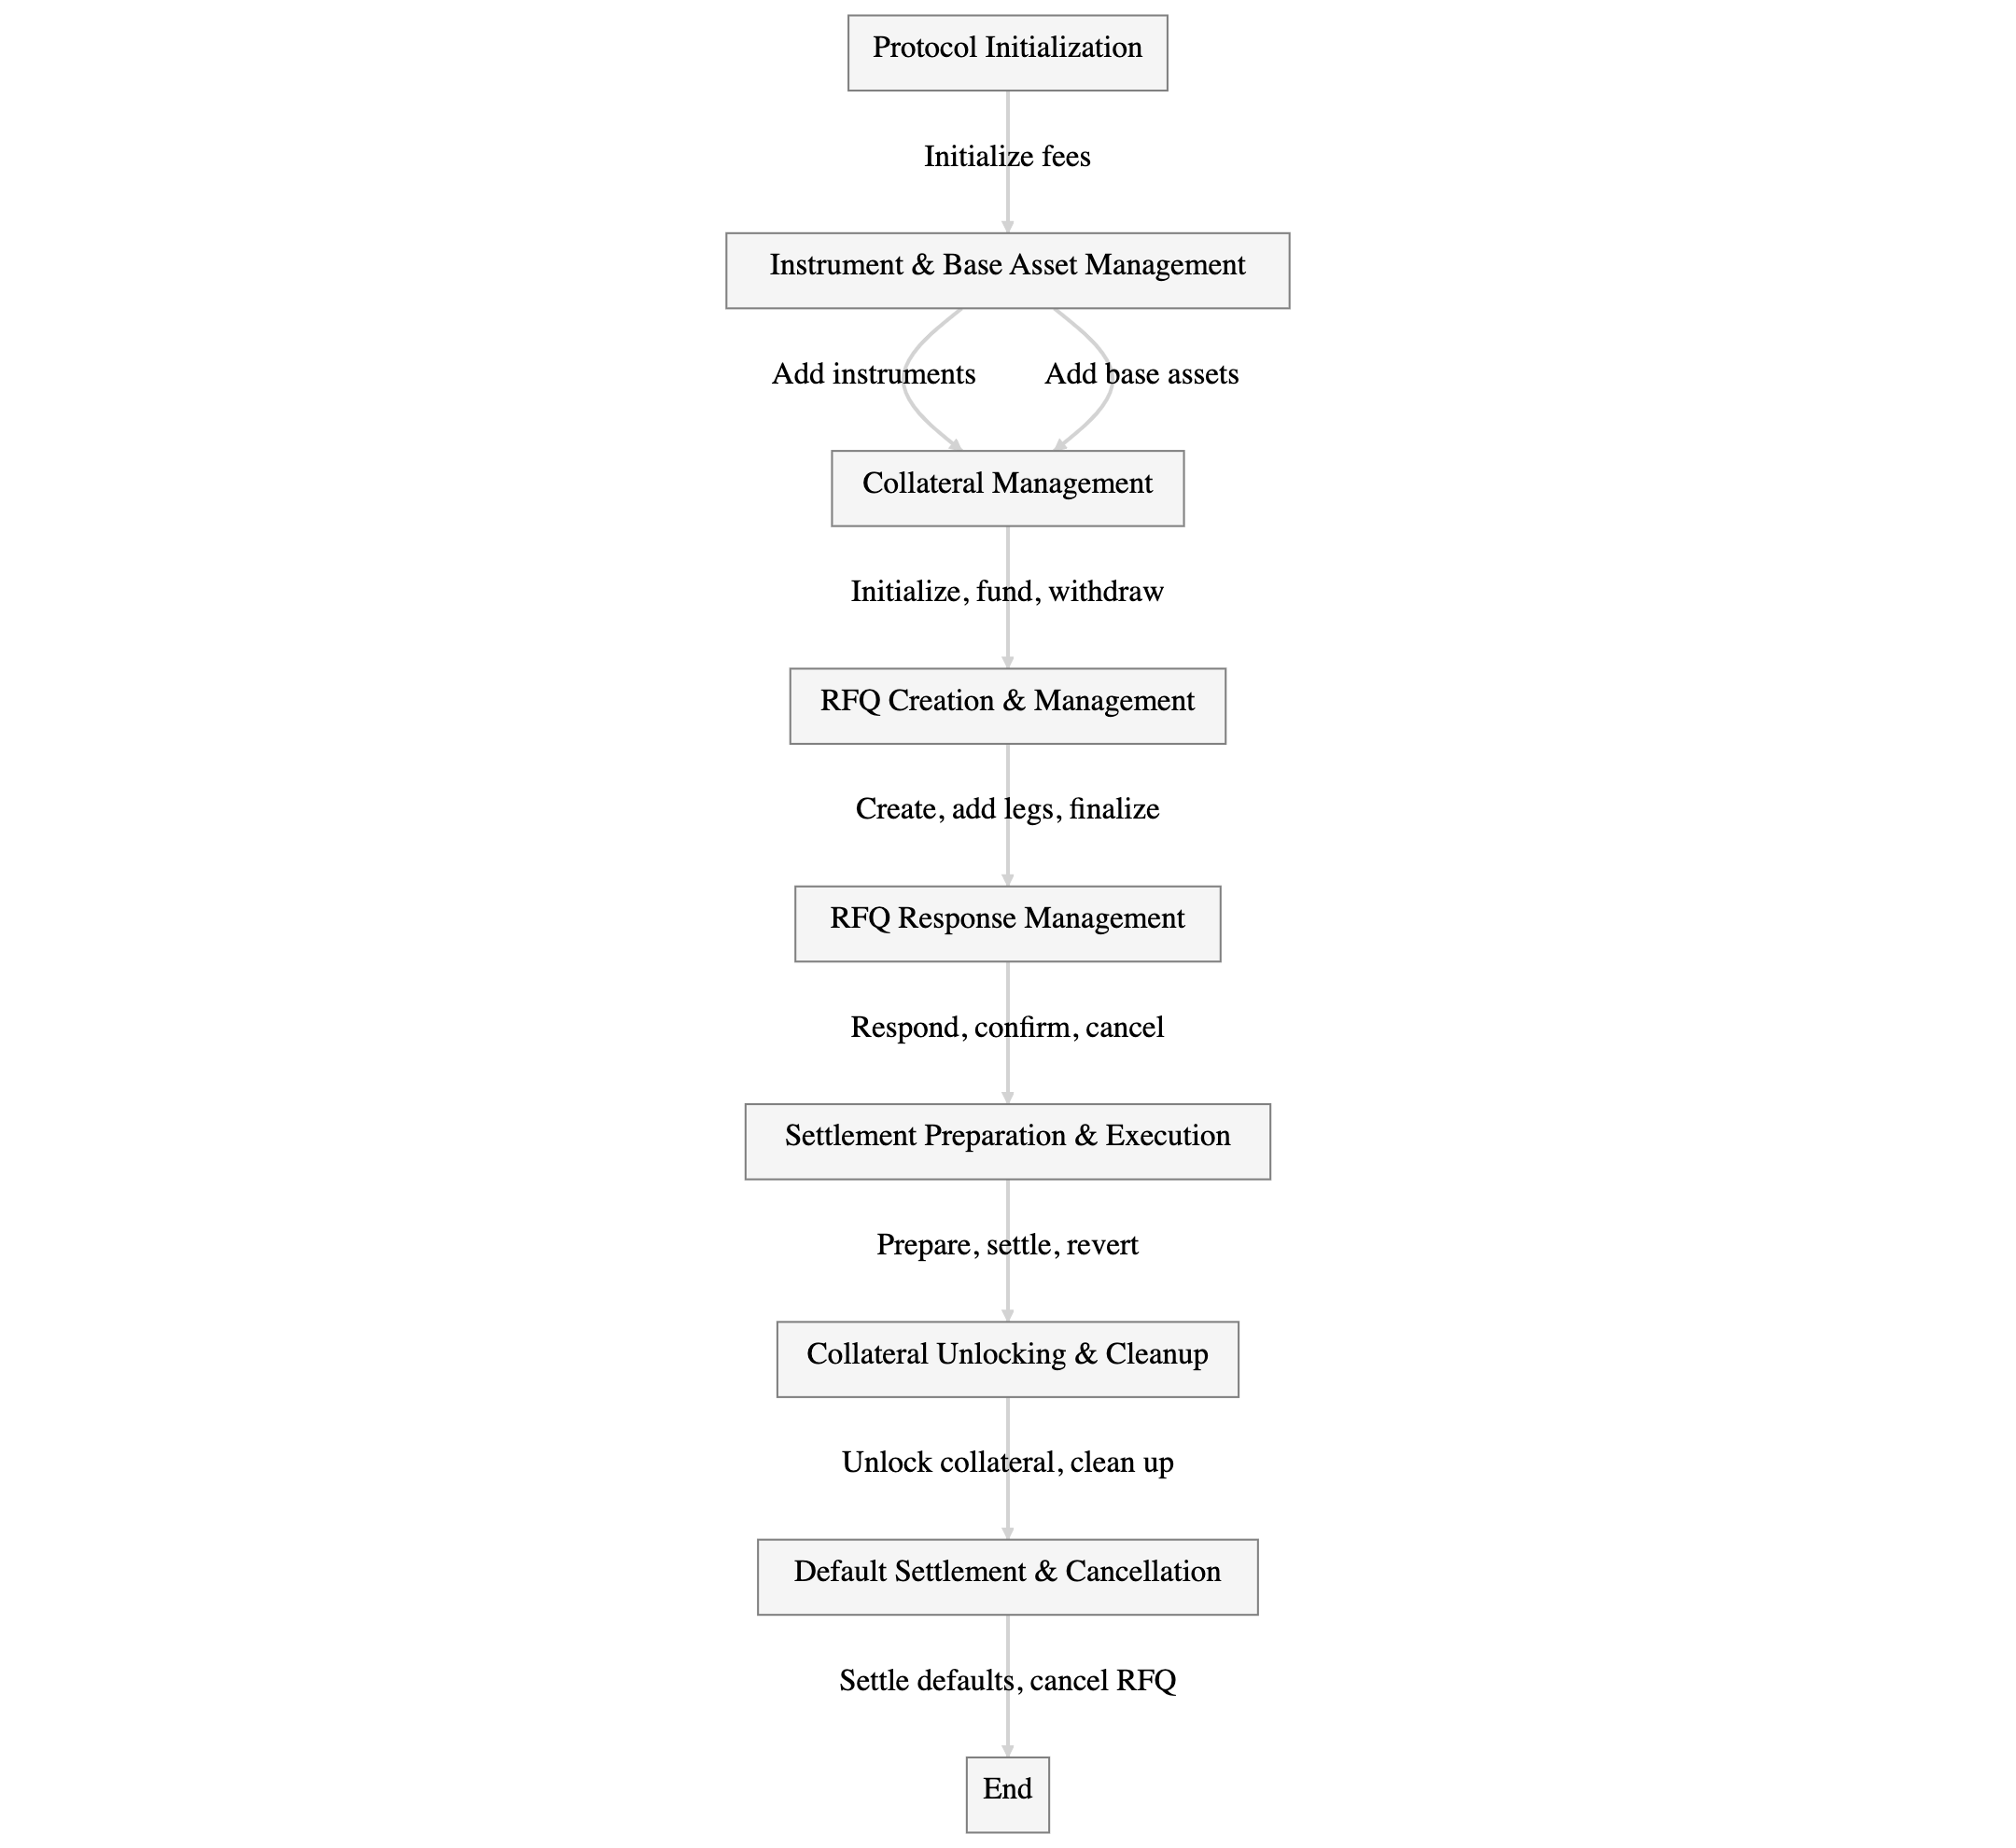 Protocol Initialization
Initialize fees
Instrument & Base Asset Management
Add instruments
Add base assets
Collateral Management
Initialize, fund, withdraw
RFQ Creation & Management
Create, add legs, finalize
RFQ Response Management
Respond, confirm, cancel
Settlement Preparation & Execution
Prepare, settle, revert
Collateral Unlocking & Cleanup
Unlock collateral, clean up
Default Settlement & Cancellation
Settle defaults, cancel RFQ
End